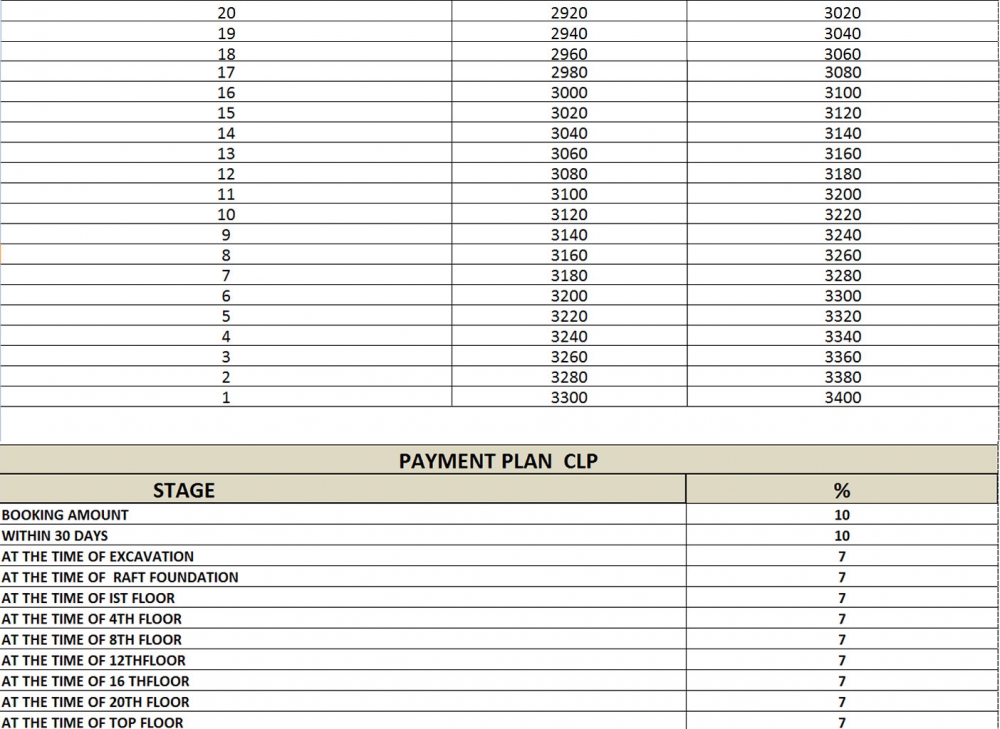 20 2920 3020
19 2940 3040
18 2960 3060
17 2980 3080
16 3000 3100
15 3020 3120
14 3040 3140
13 3060 3160
12 3080 3180
11 3100 3200
10 3120 3220
9 3140 3240
8 3160 3260
7 3180 3280
6 3200 3300
5 3220 3320
4 3240 3340
3 3260 3360
2 3280 3380
1 3300 3400
PAYMENT PLAN CLP
STAGE %
BOOKING AMOUNT 10
WITHIN 30 DAYS 10
AT THE TIME OF EXCAVATION 7
AT THE TIME OF RAFT FOUNDATION 7
AT THE TIME OF IST FLOOR 7
AT THE TIME OF 4TH FLOOR 7
AT THE TIME OF 8TH FLOOR 7
AT THE TIME OF 12THFLOOR 7
AT THE TIME OF 16 THFLOOR 7
AT THE TIME OF 20TH FLOOR 7
AT THE TIME OF TOP FLOOR 7